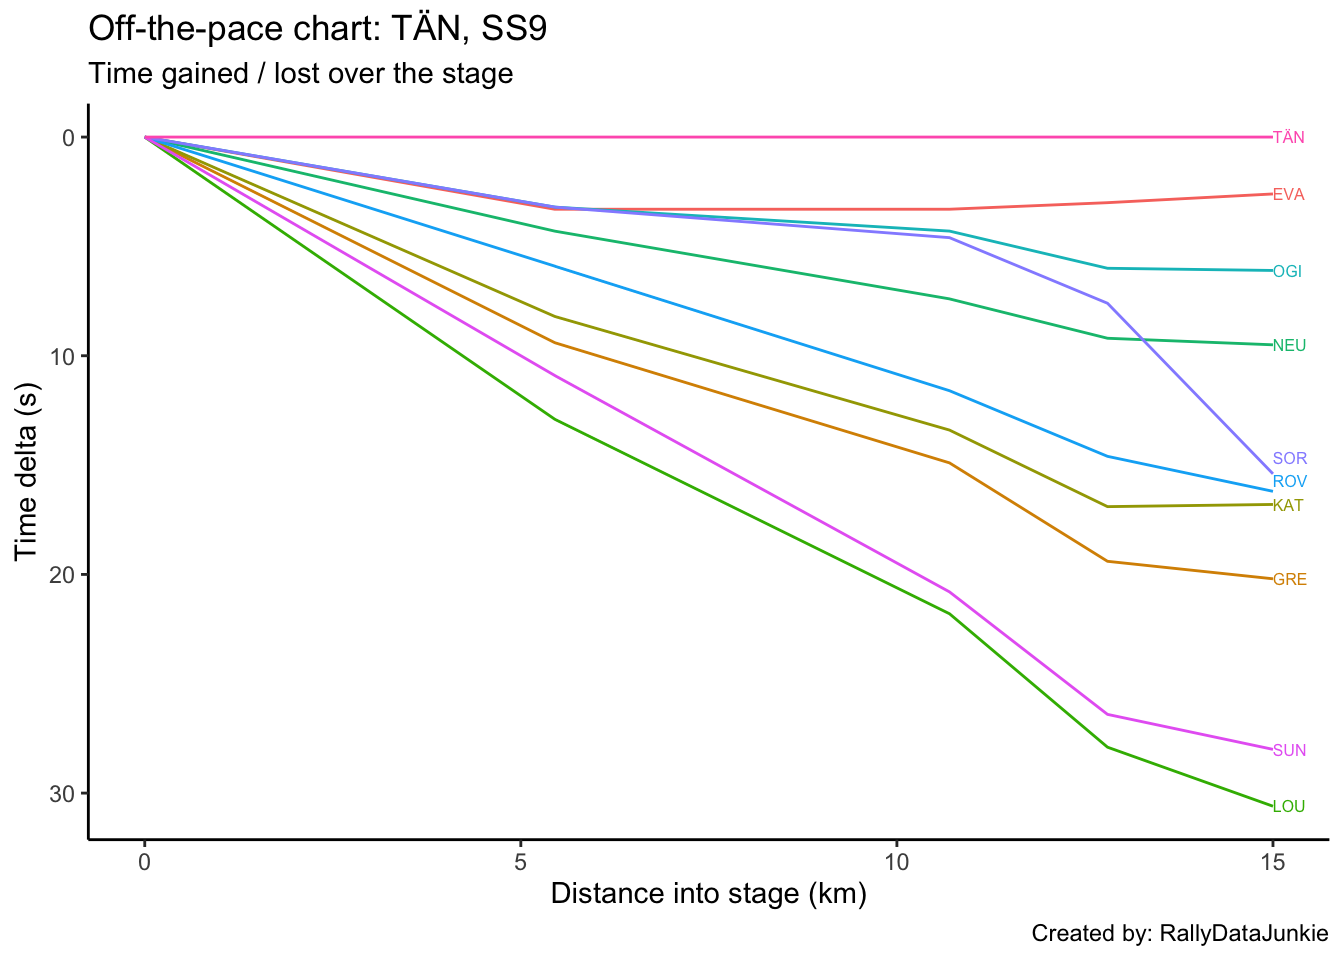 Off-the-pace chart: TÄN, SS9
Time gained / lost over the stage
Time delta (s)
0
10
20
30
TÄN
EVA
OGI
NEU
SOR
ROV
KAT
GRE
SUN
LOU
0
5
10
15
Distance into stage (km)
Created by: RallyDataJunkie